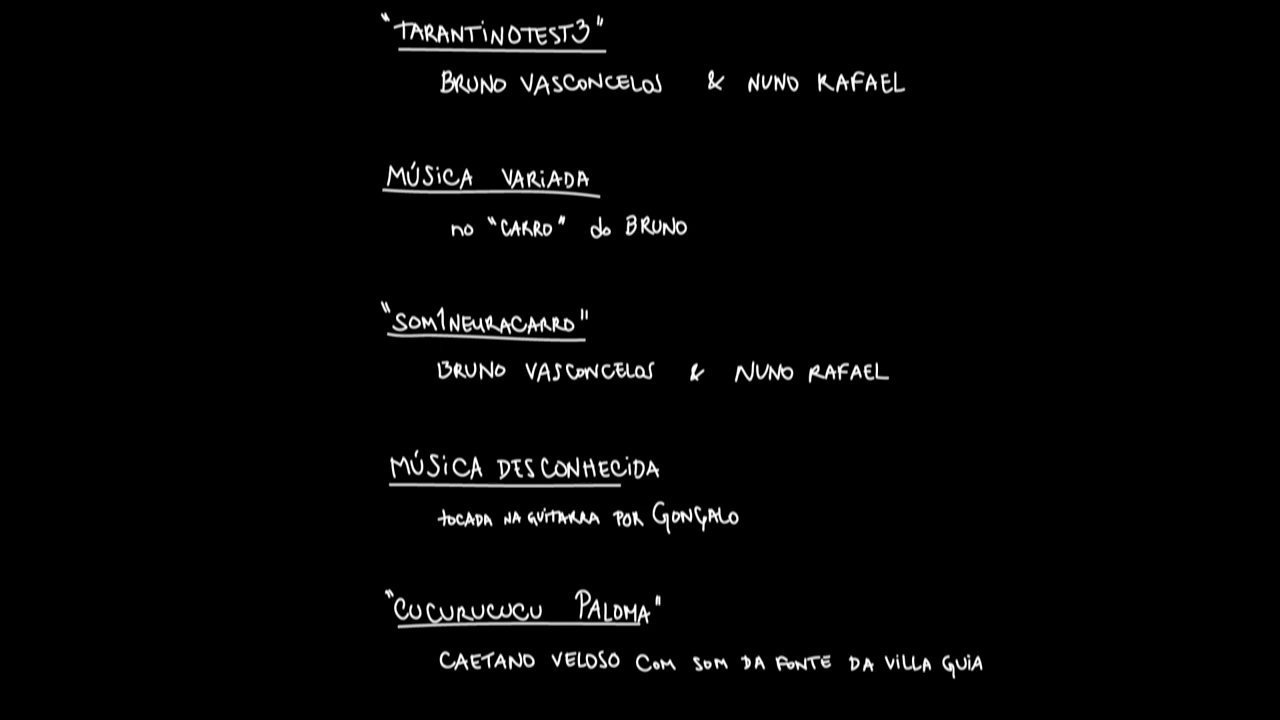 "TARANTiNOTEST3"
BRUNO VASCONCELOS & NUNO RAFAEL
MÚSiCA VARiADA
no "CARRO" do BRUNO
"SOM1NEURACARRO"
BRUNO VASCONCELOS & NUNO RAFAEL
MÚSiCA DESCONHECiDA
tOCADA NA GUiTARRA POR GONÇALO
"CUCURUCUCU PALOMA"
CAETANO VELOSO COM SOM DA FONTE DA ViLLA GUiA